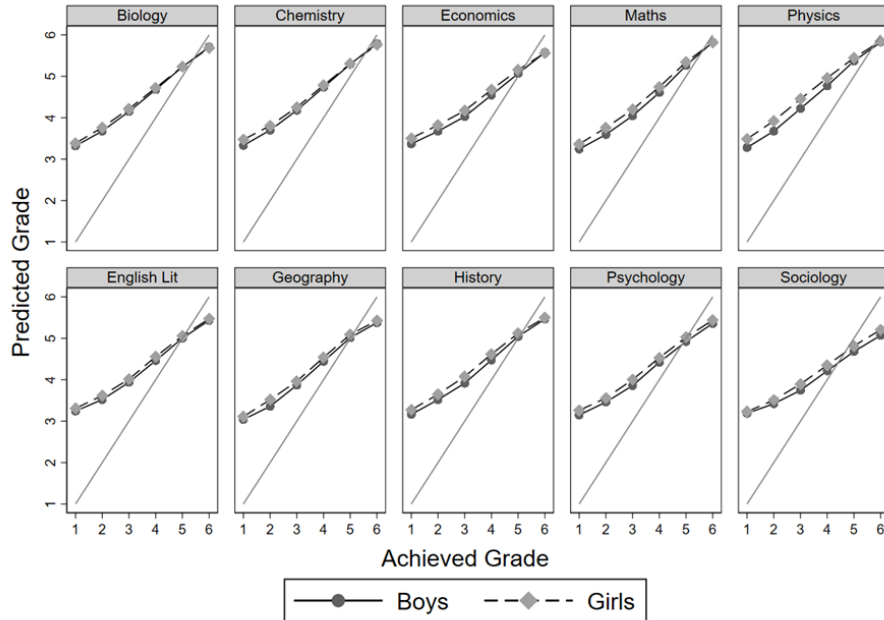 Biology Chemistry Economics Maths Physics
6
5
4
3
2
1
English Lit Geography History Psychology Sociology
6
5
4
3
2
1
Predicted Grade
1 2 3 4 5 6 1 2 3 4 5 6 1 2 3 4 5 6 1 2 3 4 5 6 1 2 3 4 5 6
Achieved Grade
Boys Girls